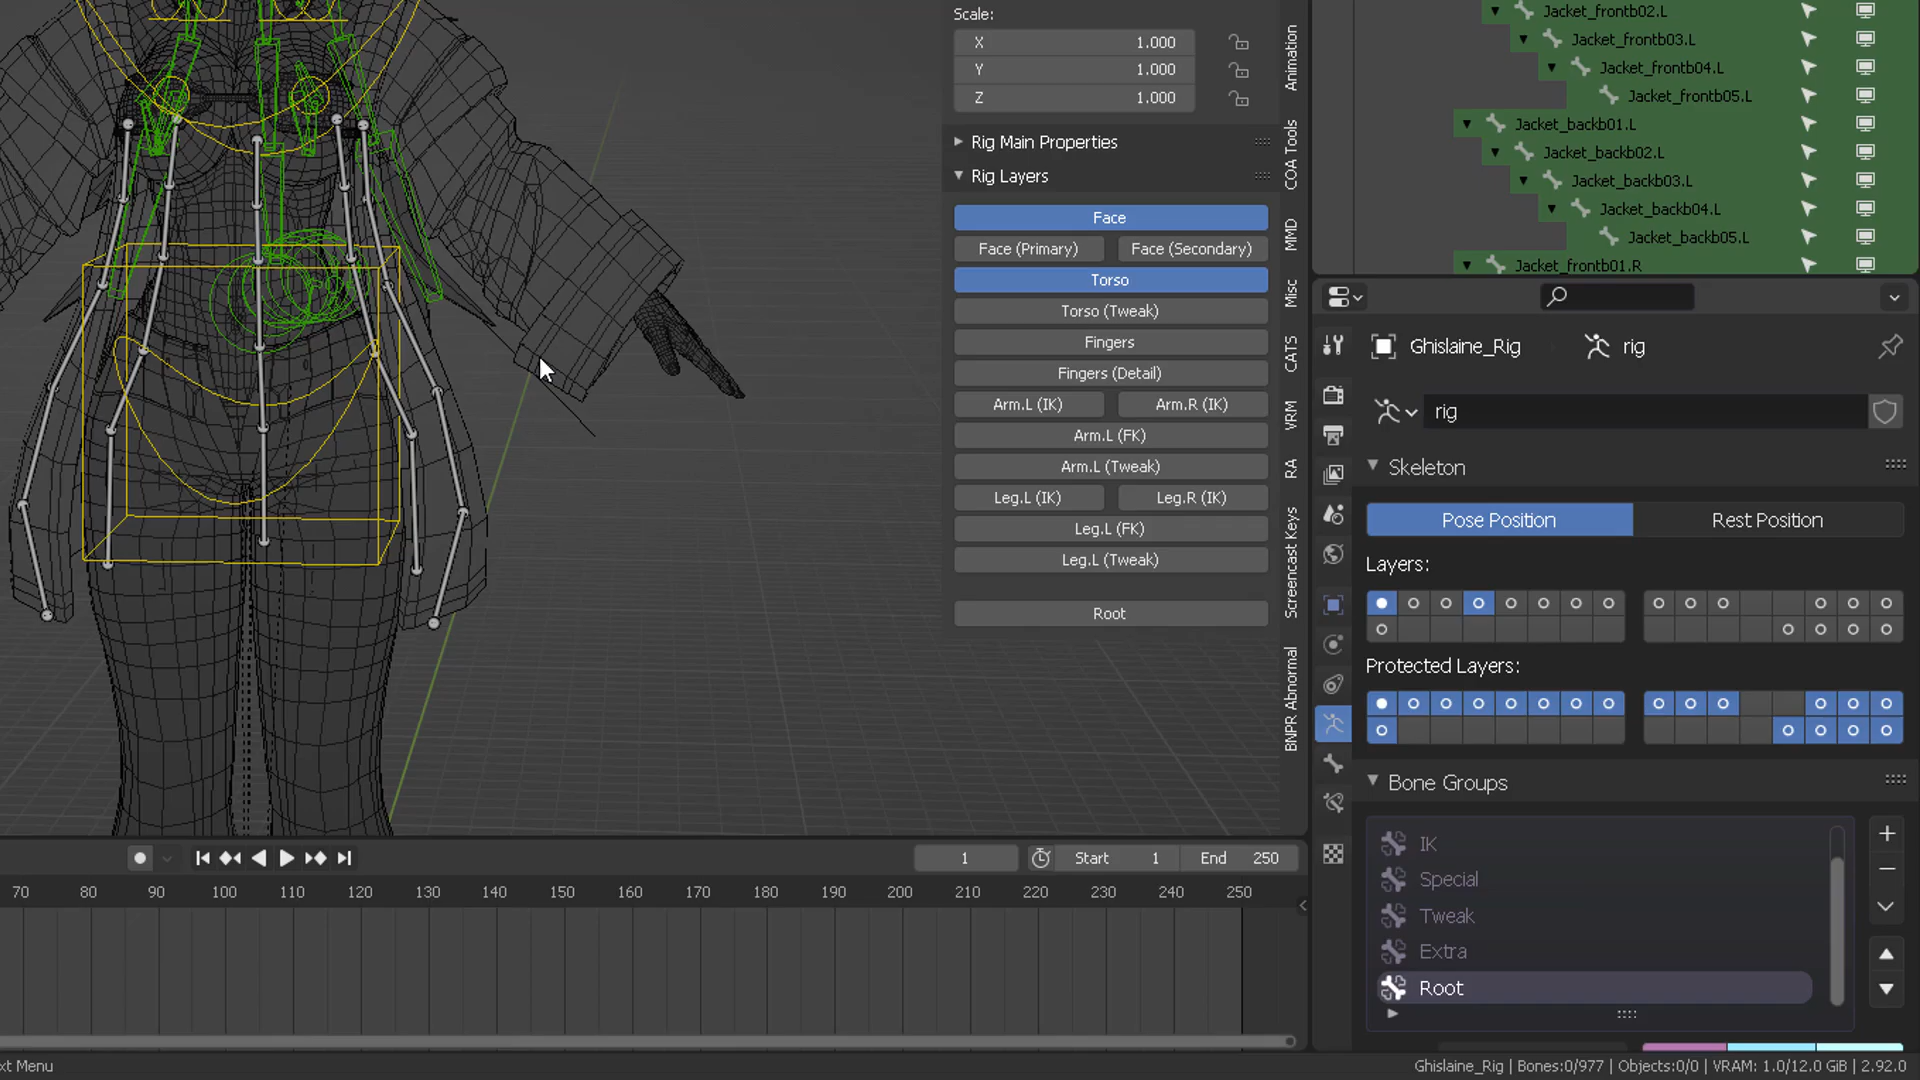 Scale:
X 1.000
Y 1.000
Z 1.000
Rig Main Properties
Rig Layers
Face
Face (Primary) Face (Secondary)
Torso
Torso (Tweak)
Fingers
Fingers (Detail)
Arm.L (IK) Arm.R (IK)
Arm.L (FK)
Arm.L (Tweak)
Leg.L (IK) Leg.R (IK)
Leg.L (FK)
Leg.L (Tweak)
Root
Animation
COA Tools
MMD
Misc
CATS
VRM
RA
Screencast Keys
BNPR Abnormal
Jacket_frontb02.L
Jacket_frontb03.L
Jacket_frontb04.L
Jacket_frontb05.L
Jacket_backb01.L
Jacket_backb02.L
Jacket_backb03.L
Jacket_backb04.L
Jacket_backb05.L
Jacket_frontb01.R
Ghislaine_Rig rig
rig
Skeleton
Pose Position Rest Position
Layers:
Protected Layers:
Bone Groups
IK
Special
Tweak
Extra
Root
1 Start 1 End 250
70 80 90 100 110 120 130 140 150 160 170 180 190 200 210 220 230 240 250
xt Menu
Ghislaine_Rig | Bones:0/977 | Objects:0/0 | VRAM: 1.0/12.0 GiB | 2.92.0